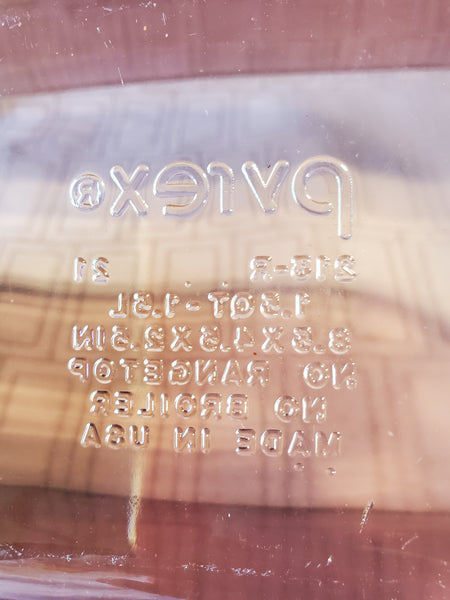 pyrex®
213-R 21
1.5QT-1.5L
8.5X4.5X2.5IN
NO RANGETOP
NO BROILER
MADE IN USA